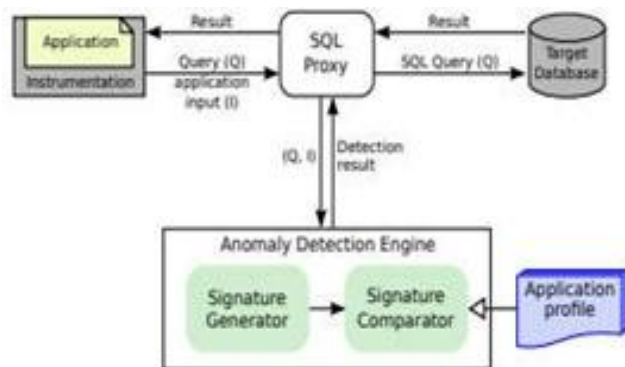 Result
Result
Application
SQL
Proxy
Target
Database
Instrumentation
Query (Q)
application
input (I)
SQL Query (Q)
(Q, I)
Detection
result
Anomaly Detection Engine
Signature
Generator
Signature
Comparator
Application
profile